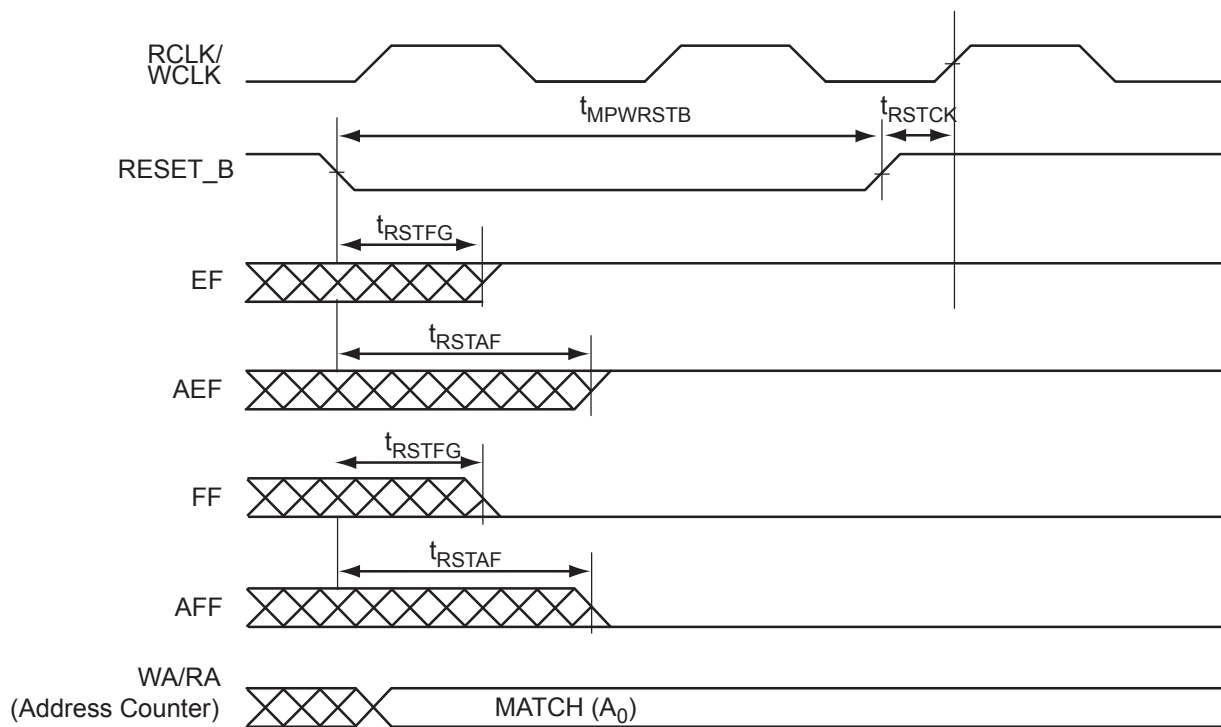 RCLK/
WCLK
tMPWRSTB
tRSTCK
RESET_B
tRSTFG
EF
tRSTAF
AEF
tRSTFG
FF
tRSTAF
AFF
WA/RA
(Address Counter)
MATCH (A0)